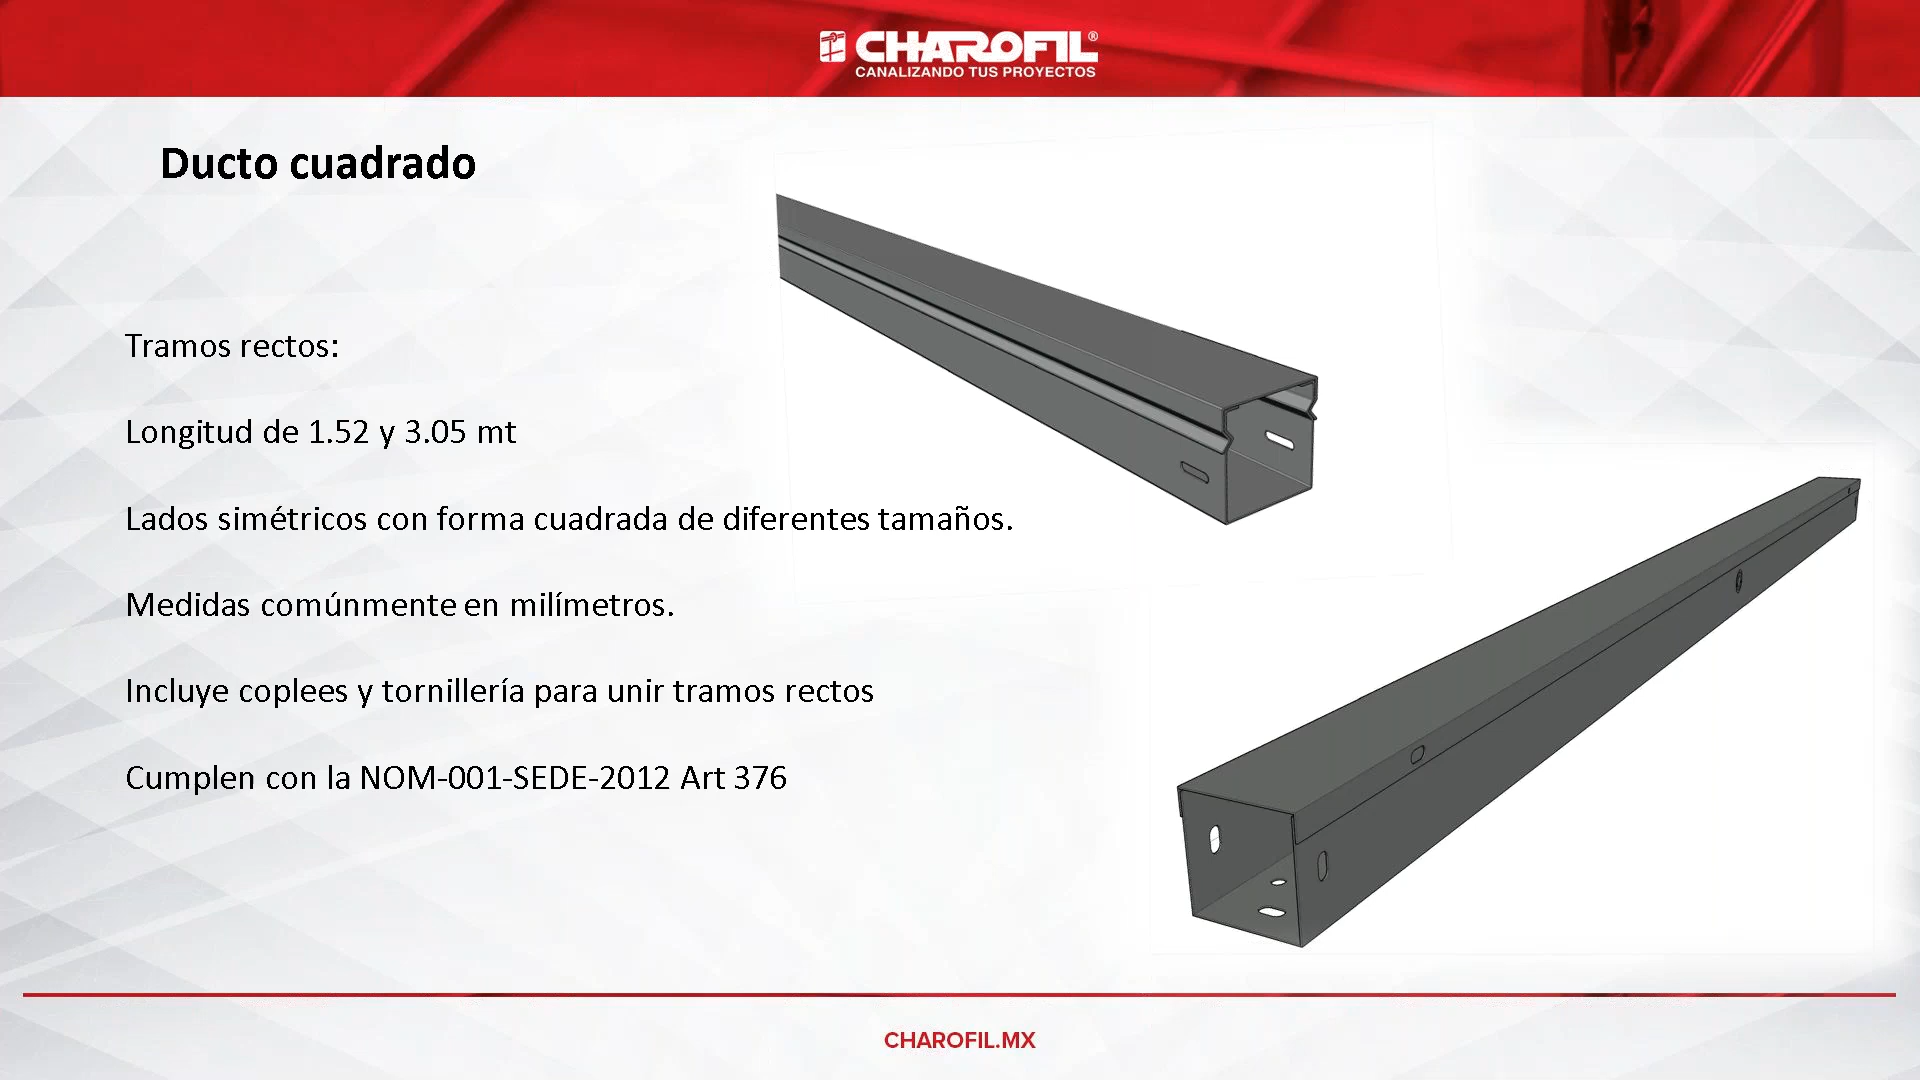 CHAROFIL®
CANALIZANDO TUS PROYECTOS
Ducto cuadrado
Tramos rectos:
Longitud de 1.52 y 3.05 mt
Lados simétricos con forma cuadrada de diferentes tamaños.
Medidas comúnmente en milímetros.
Incluye coplees y tornillería para unir tramos rectos
Cumplen con la NOM-001-SEDE-2012 Art 376
CHAROFIL.MX